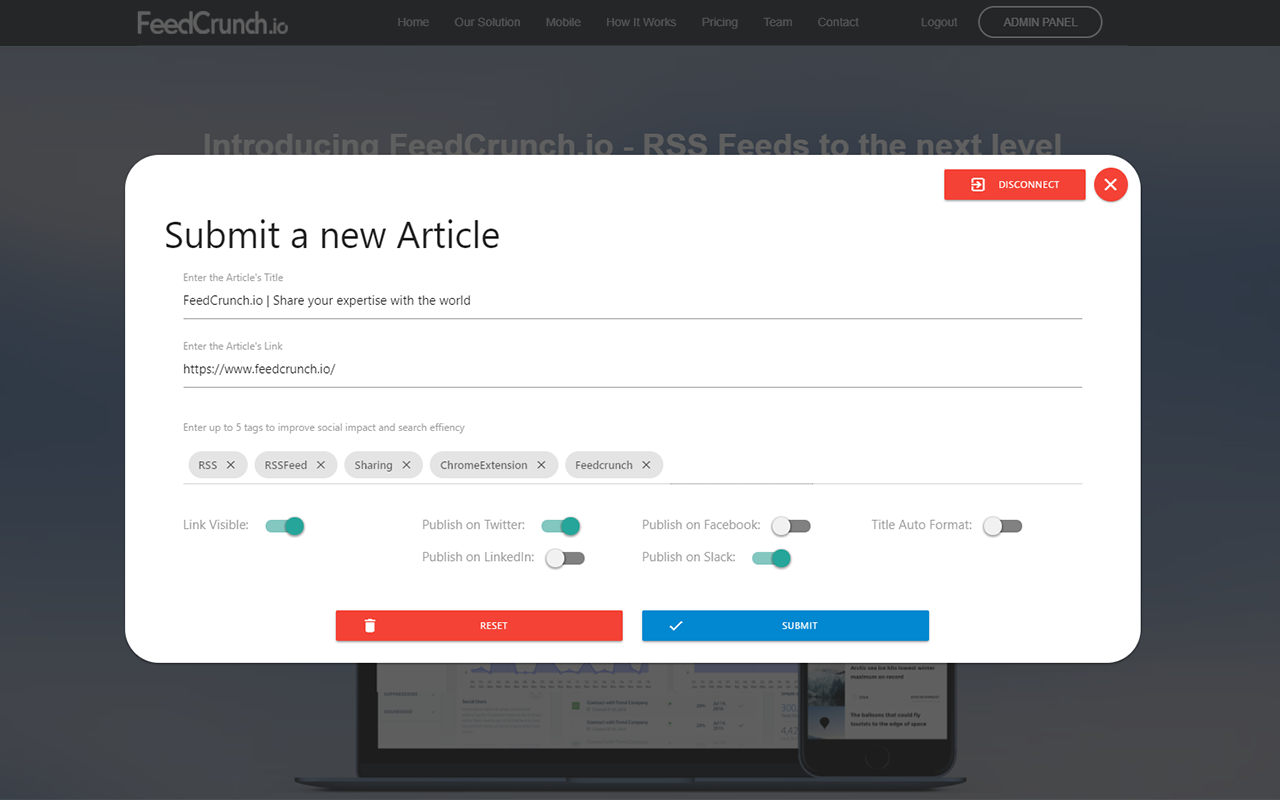 FeedCrunch.io
Home Our Solution Mobile How It Works Pricing Team Contact Logout ADMIN PANEL
Introducing FeedCrunch.io - RSS Feeds to the next level
DISCONNECT
Submit a new Article
Enter the Article's Title
FeedCrunch.io | Share your expertise with the world
Enter the Article's Link
https://www.feedcrunch.io/
Enter up to 5 tags to improve social impact and search effiency
RSS RSSFeed Sharing ChromeExtension Feedcrunch
Link Visible: Publish on Twitter: Publish on Facebook: Title Auto Format:
Publish on LinkedIn: Publish on Slack:
RESET SUBMIT
Arctic sea ice hits lowest winter
maximum on record
The balloons that could fly
tourists to the edge of space